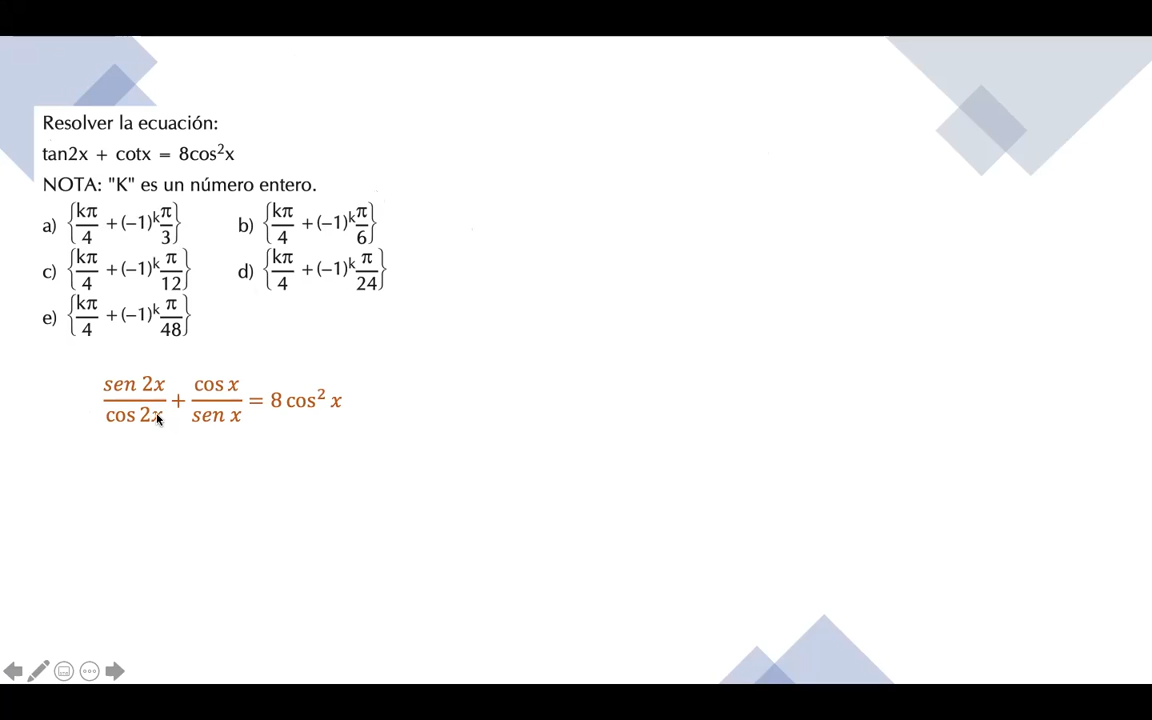 Resolver la ecuación:
tan2x + cotx = 8cos²x
NOTA: "K" es un número entero.
a) {kπ/4 + (−1)^k π/3}
b) {kπ/4 + (−1)^k π/6}
c) {kπ/4 + (−1)^k π/12}
d) {kπ/4 + (−1)^k π/24}
e) {kπ/4 + (−1)^k π/48}
sen 2x/cos 2x + cos x/sen x = 8 cos² x